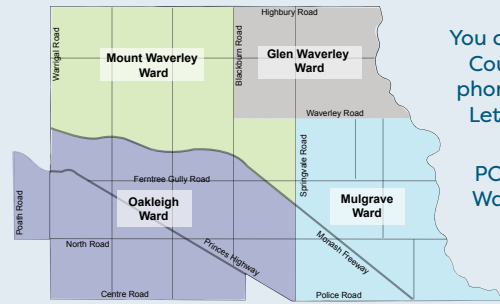 Highbury Road
Warrigal Road
Mount Waverley
Ward
Blackburn Road
Glen Waverley
Ward
Waverley Road
Springvale Road
Ferntree Gully Road
Oakleigh
Ward
Mulgrave
Ward
Poath Road
North Road
Princes Highway
Monash Freeway
Centre Road
Police Road
You c
Cou
phor
Let
PO
Wa